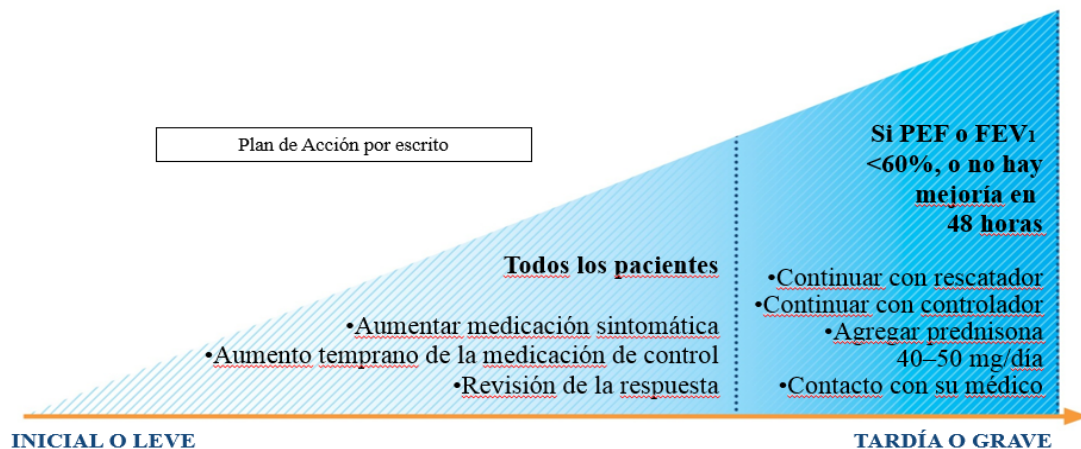 Plan de Acción por escrito
Todos los pacientes
•Aumentar medicación sintomática
•Aumento temprano de la medicación de control
•Revisión de la respuesta
Si PEF o FEV1
<60%, o no hay
mejoría en
48 horas
•Continuar con rescatador
•Continuar con controlador
•Agregar prednisona
40–50 mg/día
•Contacto con su médico
INICIAL O LEVE
TARDÍA O GRAVE